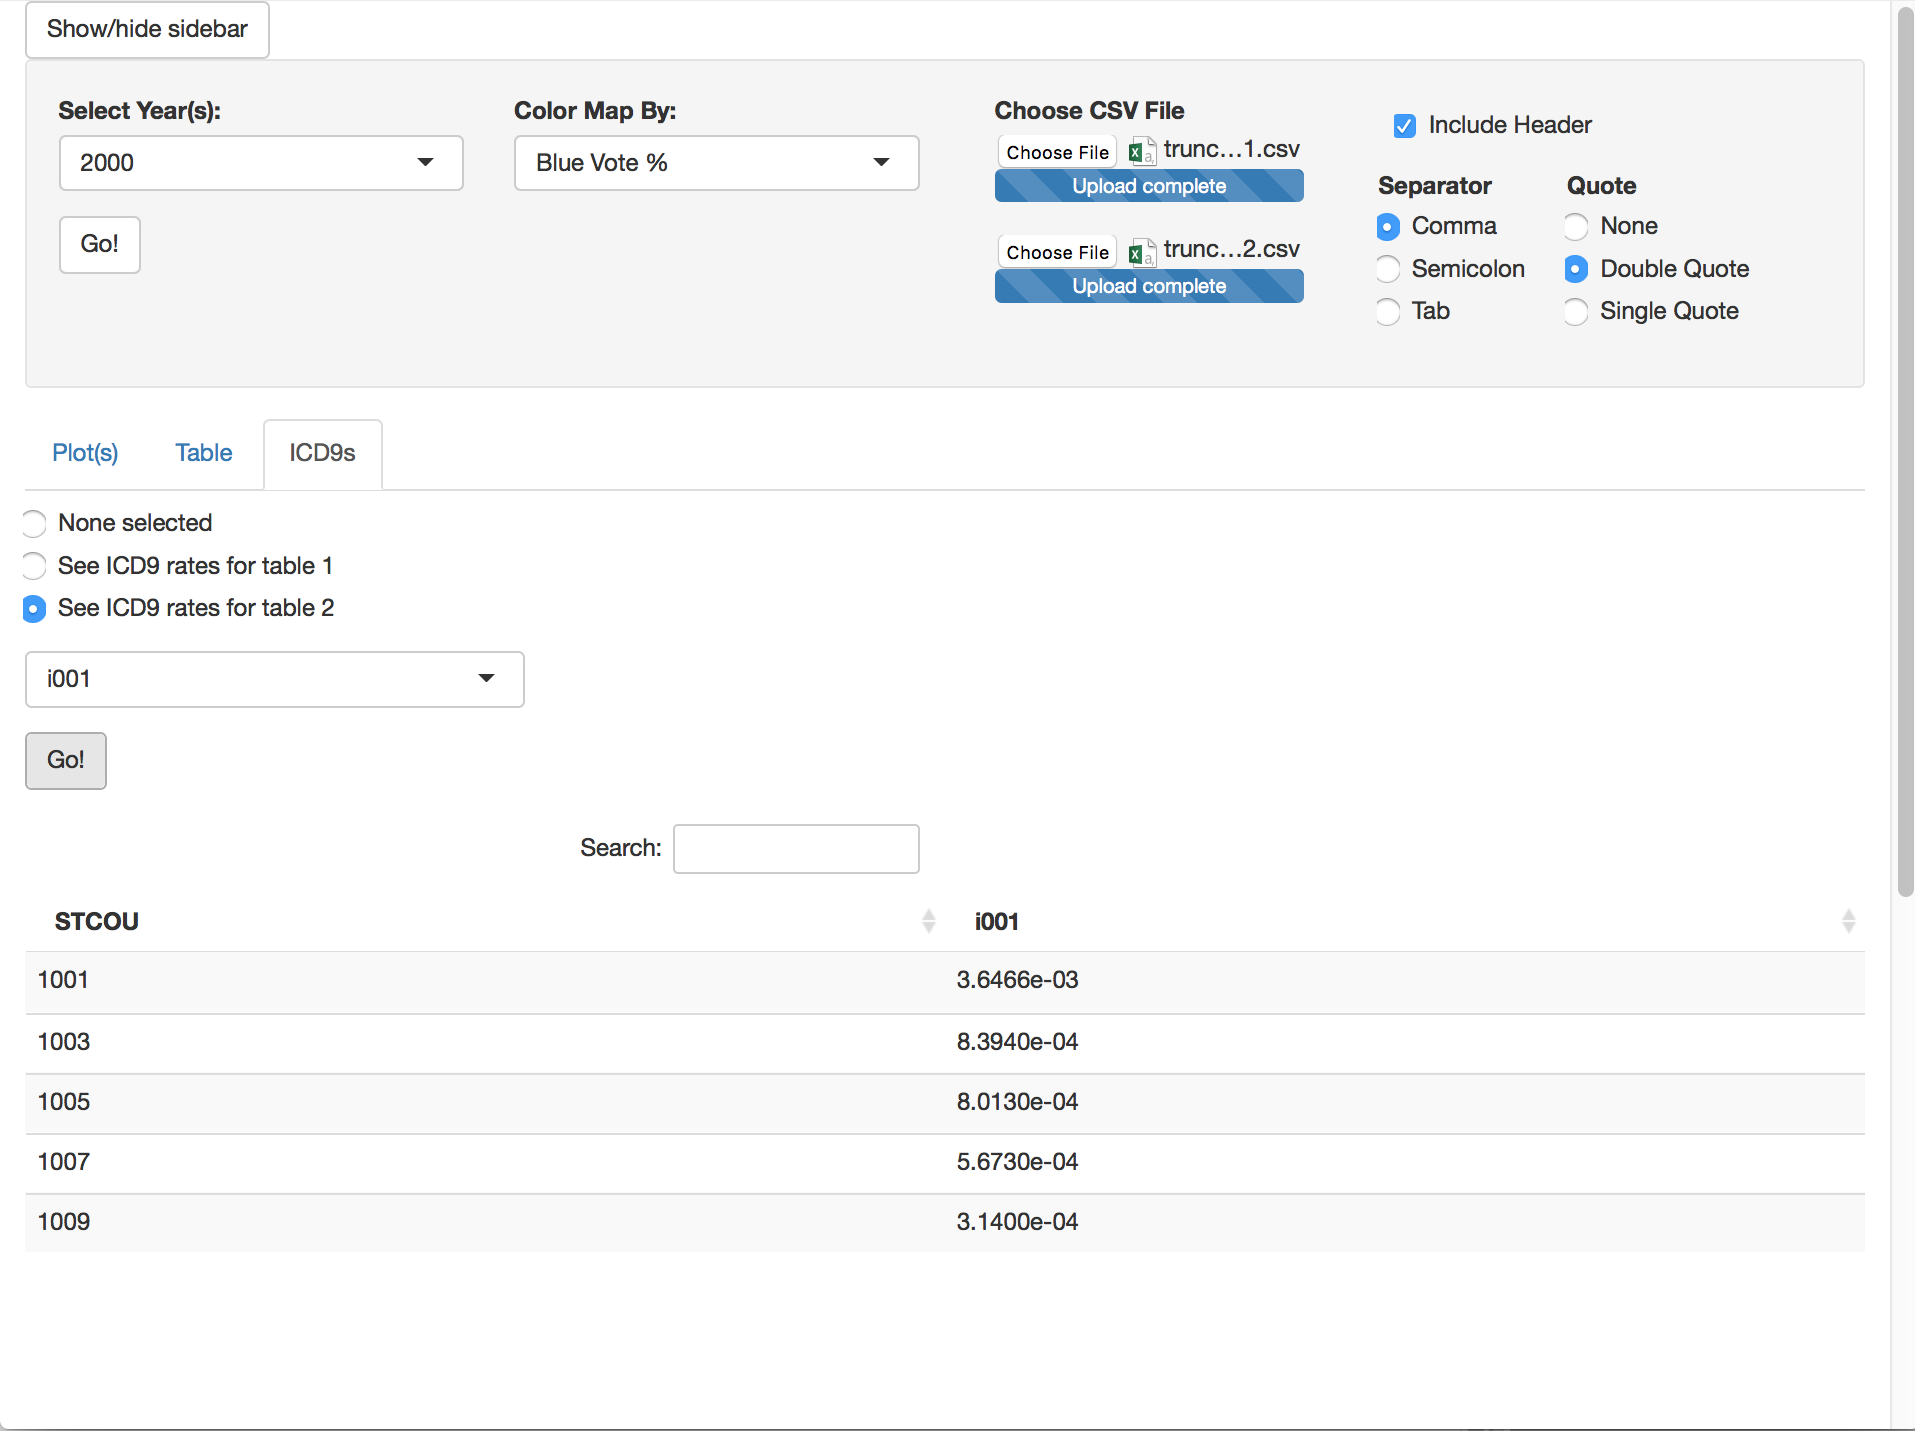 Show/hide sidebar
Select Year(s):
2000
Go!
Color Map By:
Blue Vote %
Choose CSV File
Choose File trunc...1.csv
Upload complete
Choose File trunc...2.csv
Upload complete
Include Header
Separator
Comma
Semicolon
Tab
Quote
None
Double Quote
Single Quote
Plot(s) Table ICD9s
None selected
See ICD9 rates for table 1
See ICD9 rates for table 2
i001
Go!
Search:
STCOU i001
1001 3.6466e-03
1003 8.3940e-04
1005 8.0130e-04
1007 5.6730e-04
1009 3.1400e-04